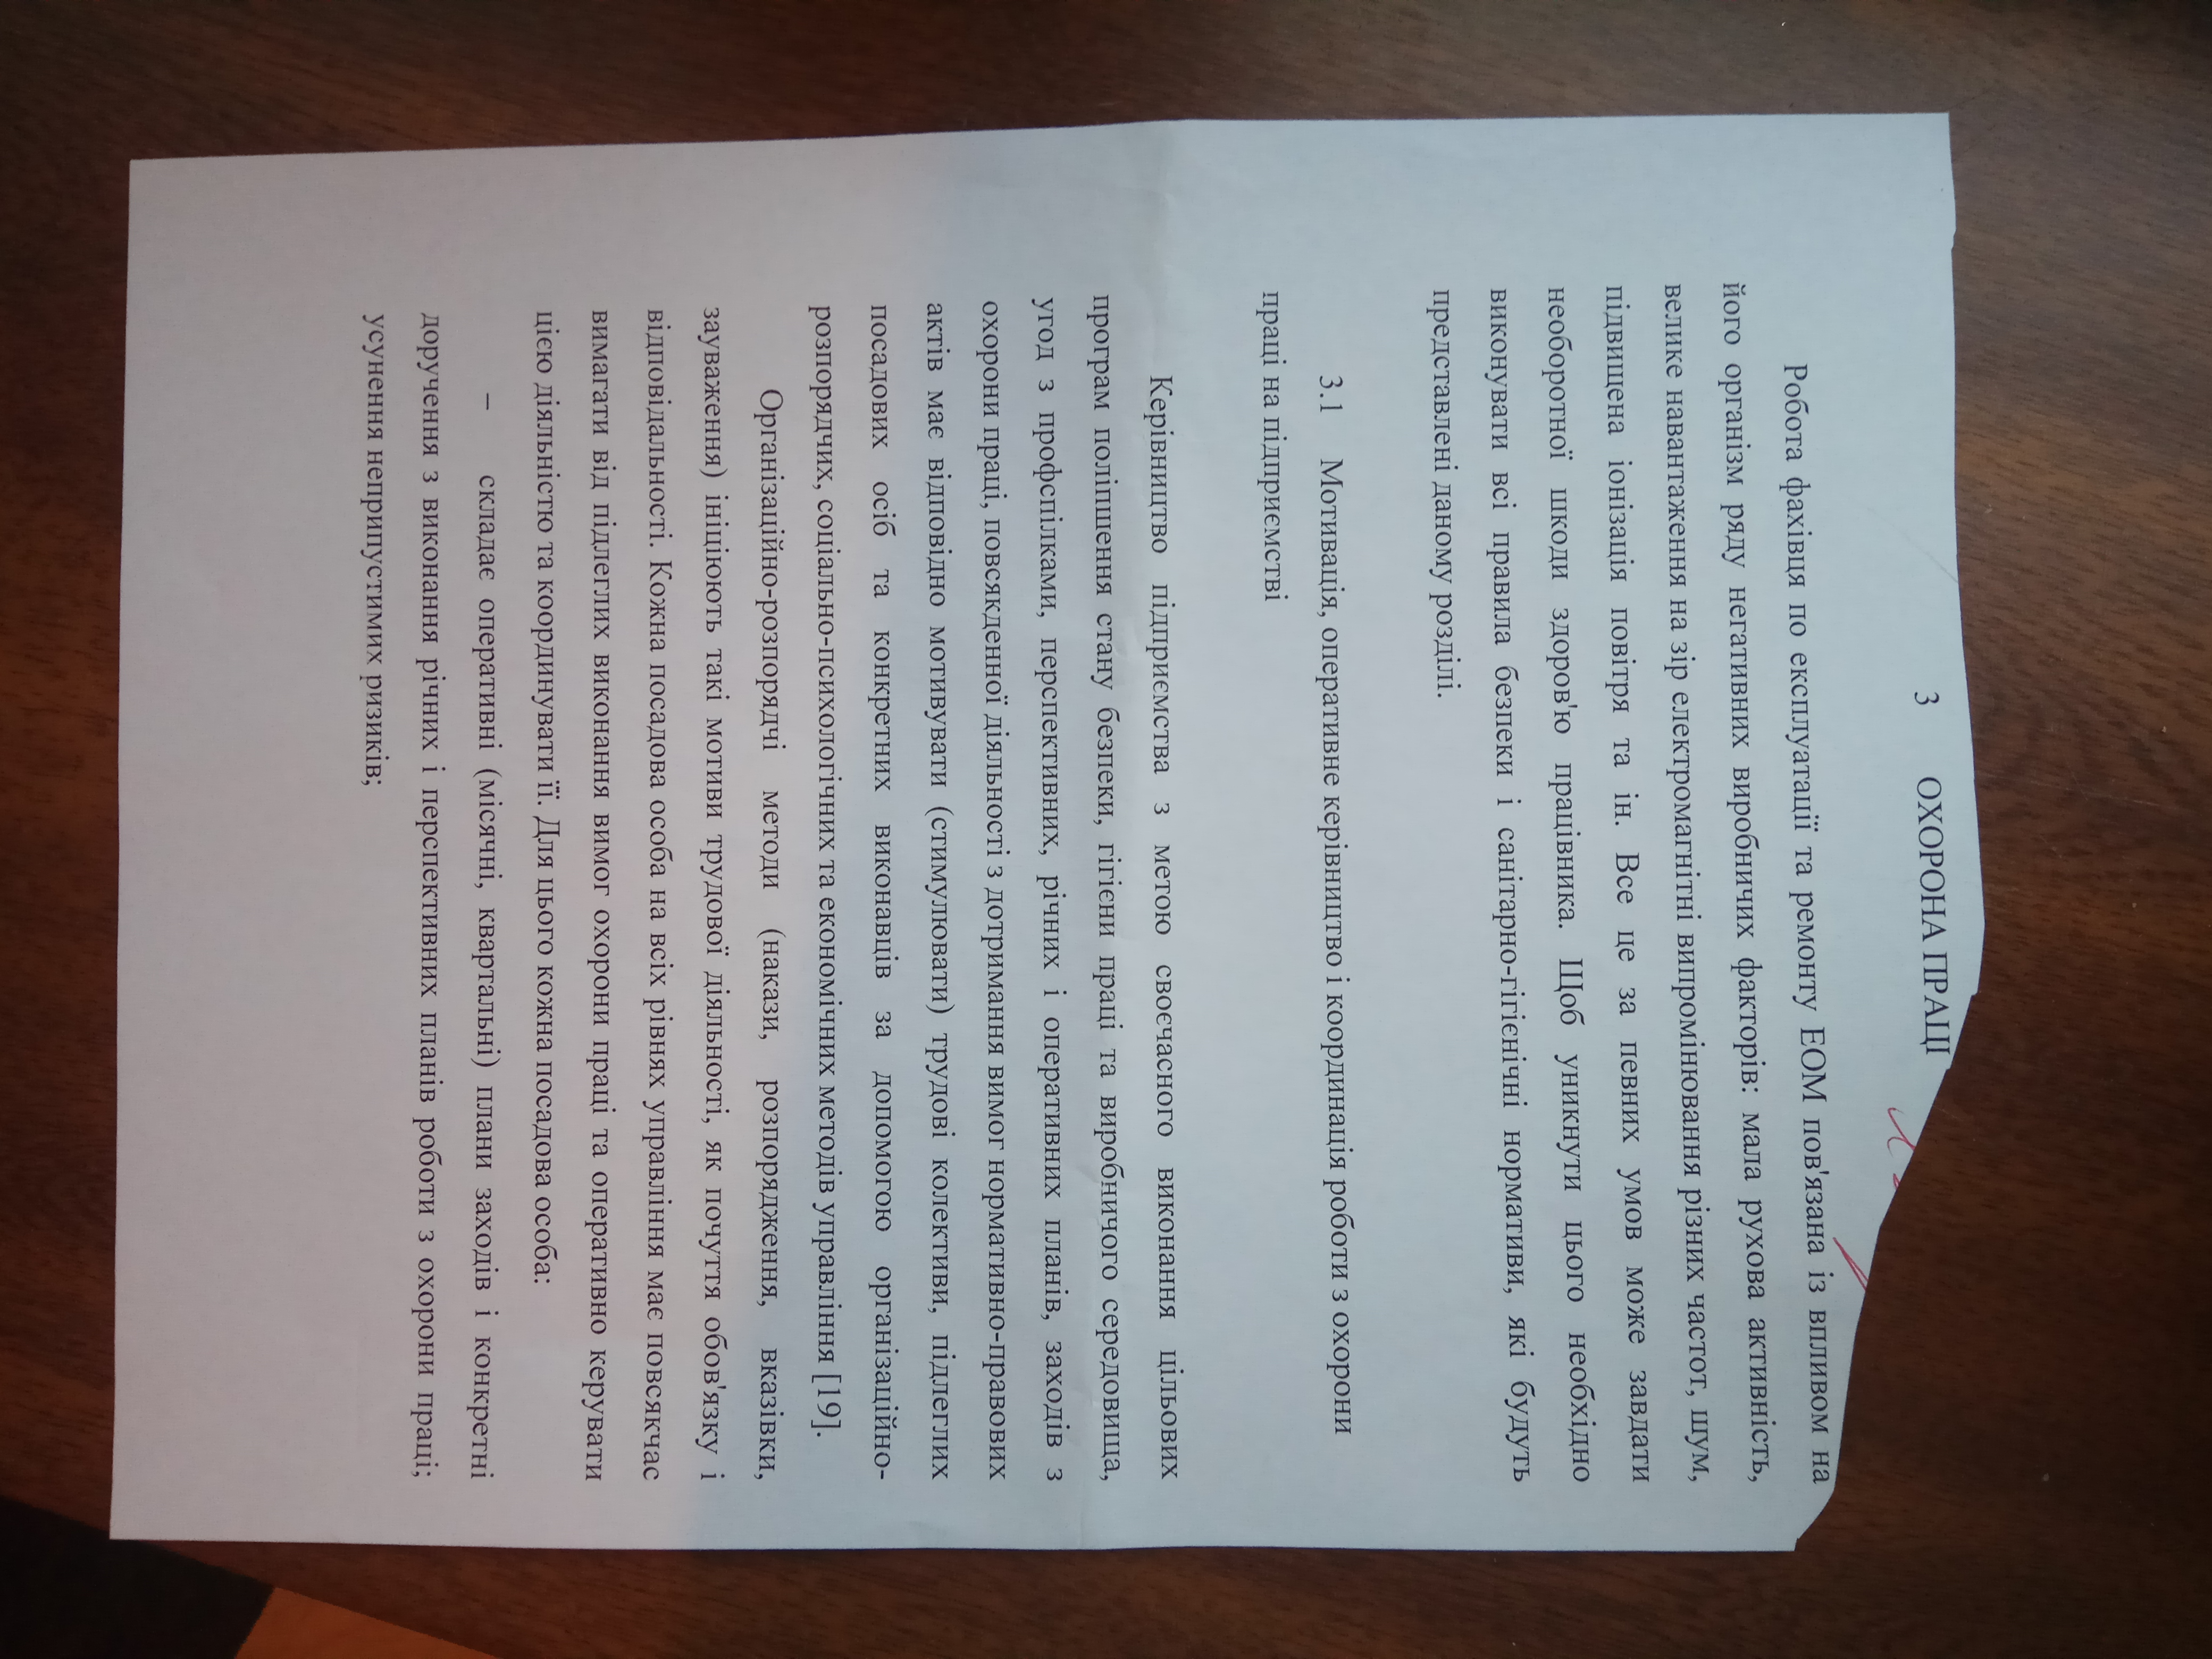 3 ОХОРОНА ПРАЦІ
Робота фахівця по експлуатації та ремонту ЕОМ пов'язана із впливом на
його організм ряду негативних виробничих факторів: мала рухова активність,
велике навантаження на зір електромагнітні випромінювання різних частот, шум,
підвищена іонізація повітря та ін. Все це за певних умов може завдати
необоротної шкоди здоров'ю працівника. Щоб уникнути цього необхідно
виконувати всі правила безпеки і санітарно-гігієнічні нормативи, які будуть
представлені даному розділі.
3.1 Мотивація, оперативне керівництво і координація роботи з охорони
праці на підприємстві
Керівництво підприємства з метою своєчасного виконання цільових
програм поліпшення стану безпеки, гігієни праці та виробничого середовища,
угод з профспілками, перспективних, річних і оперативних планів, заходів з
охорони праці, повсякденної діяльності з дотримання вимог нормативно-правових
актів має відповідно мотивувати (стимулювати) трудові колективи, підлеглих
посадових осіб та конкретних виконавців за допомогою організаційно-
розпорядчих, соціально-психологічних та економічних методів управління [19].
Організаційно-розпорядчі методи (накази, розпорядження, вказівки,
зауваження) ініціюють такі мотиви трудової діяльності, як почуття обов'язку і
відповідальності. Кожна посадова особа на всіх рівнях управління має повсякчас
вимагати від підлеглих виконання вимог охорони праці та оперативно керувати
цією діяльністю та координувати її. Для цього кожна посадова особа:
– складає оперативні (місячні, квартальні) плани заходів і конкретні
доручення з виконання річних і перспективних планів роботи з охорони праці;
усунення неприпустимих ризиків;